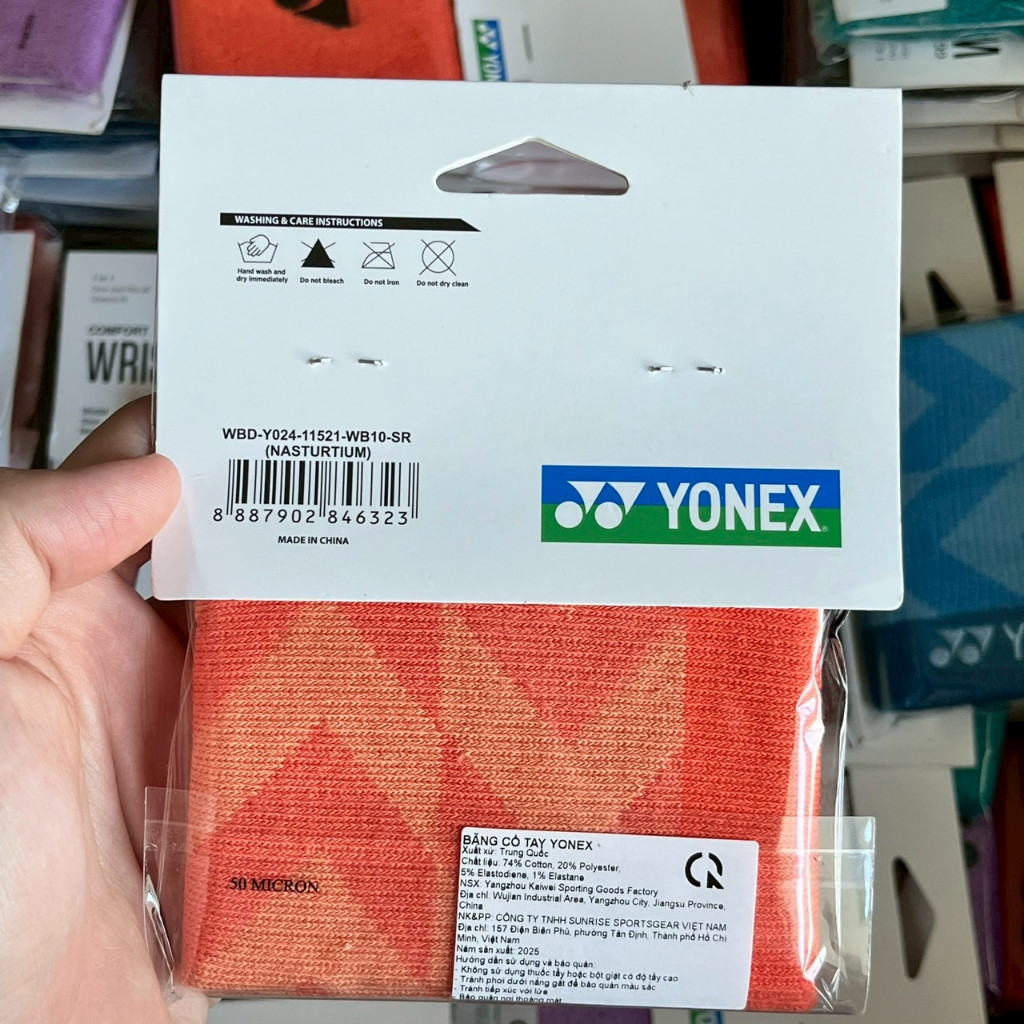 YONEX
WASHING & CARE INSTRUCTIONS
Hand wash and
dry immediately
Do not bleach
Do not iron
Do not dry clean
COMFORT
WRIS
WBD-Y024-11521-WB10-SR
(NASTURTIUM)
8 887902 846323
MADE IN CHINA
YONEX
50 MICRON
BĂNG CỔ TAY YONEX
Xuất xứ: Trung Quốc
Chất liệu: 74% Cotton, 20% Polyester,
5% Elastodiene, 1% Elastane
NSX: Yangzhou Kaiwei Sporting Goods Factory
Địa chỉ: Wujian Industrial Area, Yangzhou City, Jiangsu Province,
China
NK&PP: CÔNG TY TNHH SUNRISE SPORTSGEAR VIỆT NAM
Địa chỉ: 157 Điện Biên Phủ, phường Tân Định, Thành phố Hồ Chí
Minh, Việt Nam
Năm sản xuất: 2025
Hướng dẫn sử dụng và bảo quản:
- Không sử dụng thuốc tẩy hoặc bột giặt có độ tẩy cao
- Tránh phơi dưới nắng gắt để bảo quản màu sắc
- Tránh tiếp xúc với lửa
- Bảo quản nơi thoáng mát